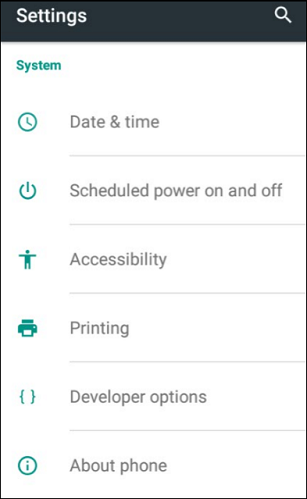 Settings
System
Date & time
Scheduled power on and off
Accessibility
Printing
{ } Developer options
About phone